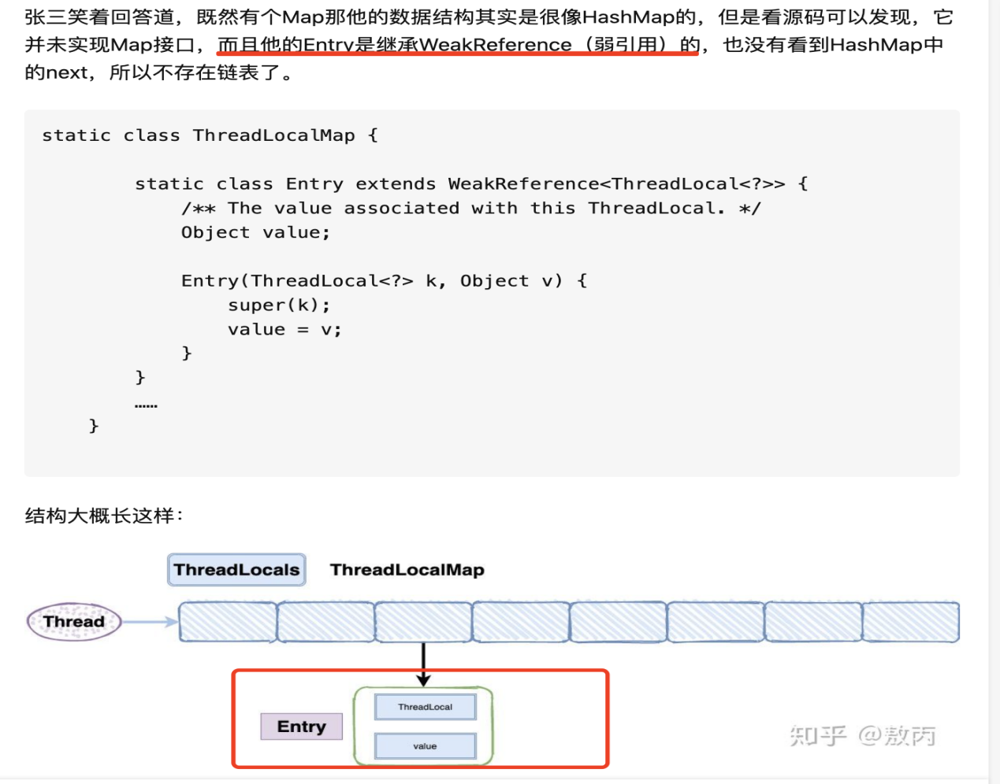 张三笑着回答道，既然有个Map那他的数据结构其实是很像HashMap的，但是看源码可以发现，它
并未实现Map接口，而且他的Entry是继承WeakReference（弱引用）的，也没有看到HashMap中
的next，所以不存在链表了。
static class ThreadLocalMap {
static class Entry extends WeakReference<ThreadLocal<?>> {
/** The value associated with this ThreadLocal. */
Object value;
Entry(ThreadLocal<?> k, Object v) {
super(k);
value = v;
}
}
……
}
结构大概长这样：
ThreadLocals ThreadLocalMap
Thread
ThreadLocal
Entry
value
知乎 @敖丙